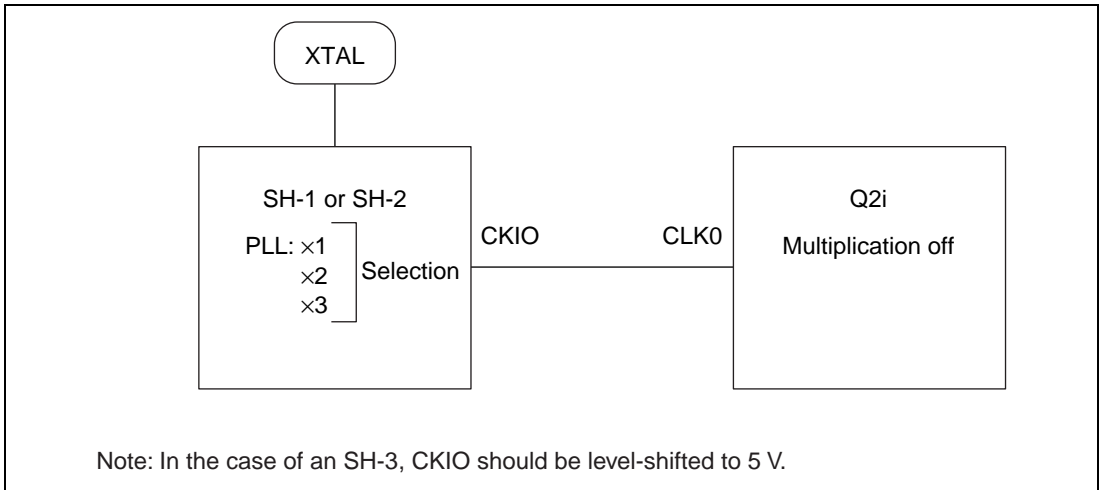 XTAL
SH-1 or SH-2
PLL: ×1
×2
×3
Selection
CKIO
CLK0
Q2i
Multiplication off
Note: In the case of an SH-3, CKIO should be level-shifted to 5 V.